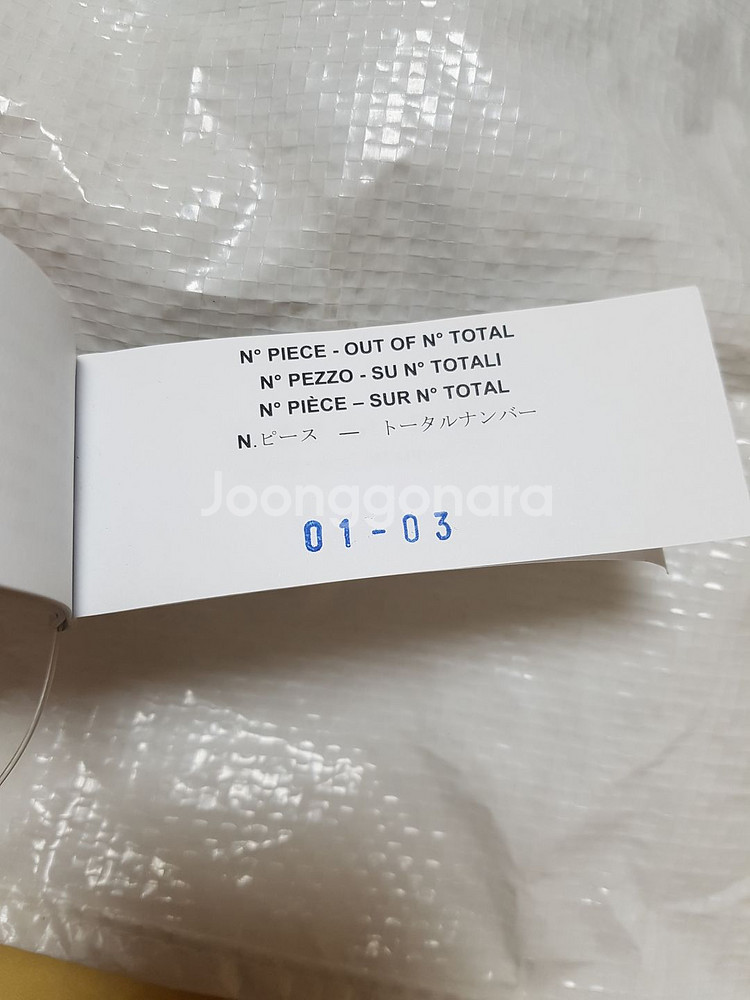 N° PIECE - OUT OF N° TOTAL
N° PEZZO - SU N° TOTALI
N° PIÈCE – SUR N° TOTAL
N.ピース — トータルナンバー
Joonggonara
01-03